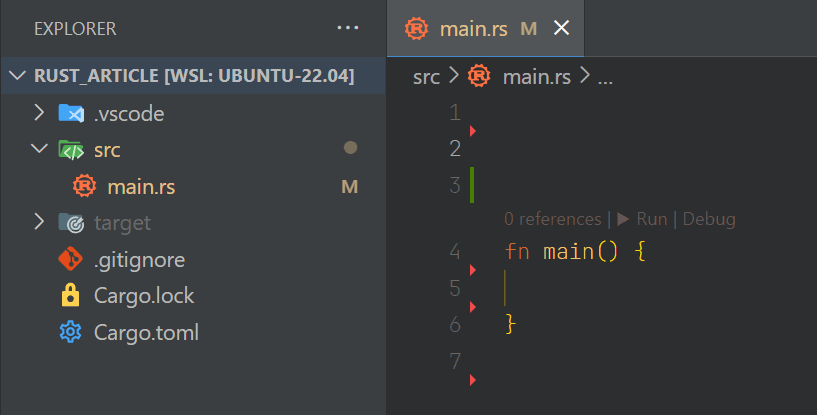 EXPLORER ...
RUST_ARTICLE [WSL: UBUNTU-22.04]
.vscode
src
main.rs M
target
.gitignore
Cargo.lock
Cargo.toml
main.rs M
src > main.rs > ...
1
2
3
0 references | Run | Debug
4 fn main() {
5
6 }
7